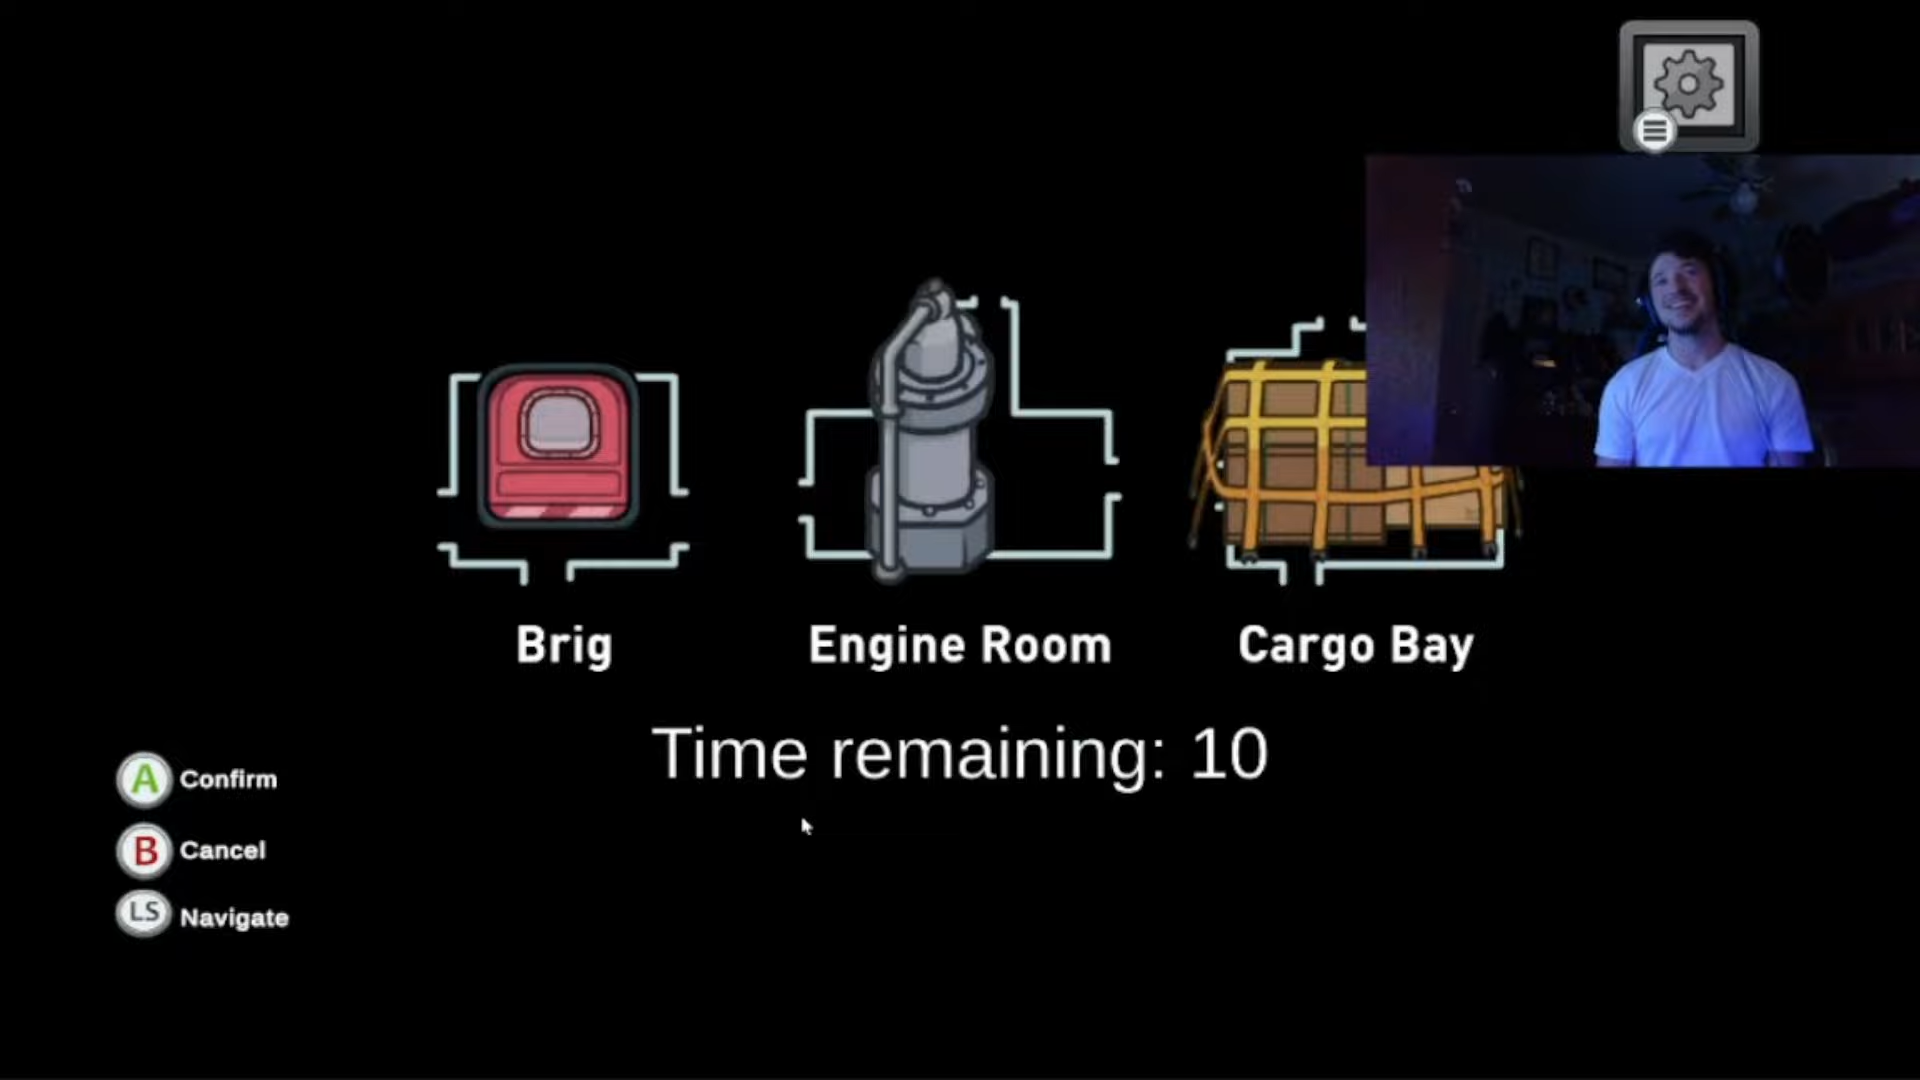 Brig
Engine Room
Cargo Bay
Time remaining: 10
A Confirm
B Cancel
LS Navigate